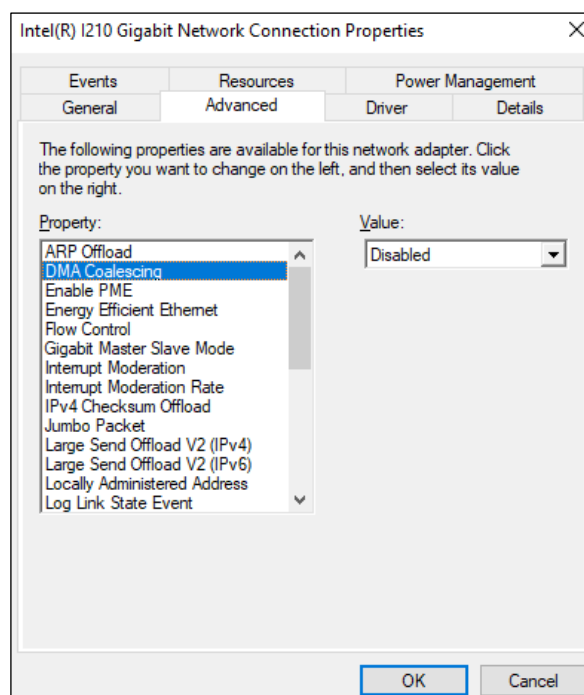 Intel(R) I210 Gigabit Network Connection Properties
Events Resources Power Management
General Advanced Driver Details
The following properties are available for this network adapter. Click
the property you want to change on the left, and then select its value
on the right.
Property: Value:
ARP Offload Disabled
DMA Coalescing
Enable PME
Energy Efficient Ethernet
Flow Control
Gigabit Master Slave Mode
Interrupt Moderation
Interrupt Moderation Rate
IPv4 Checksum Offload
Jumbo Packet
Large Send Offload V2 (IPv4)
Large Send Offload V2 (IPv6)
Locally Administered Address
Log Link State Event
OK Cancel